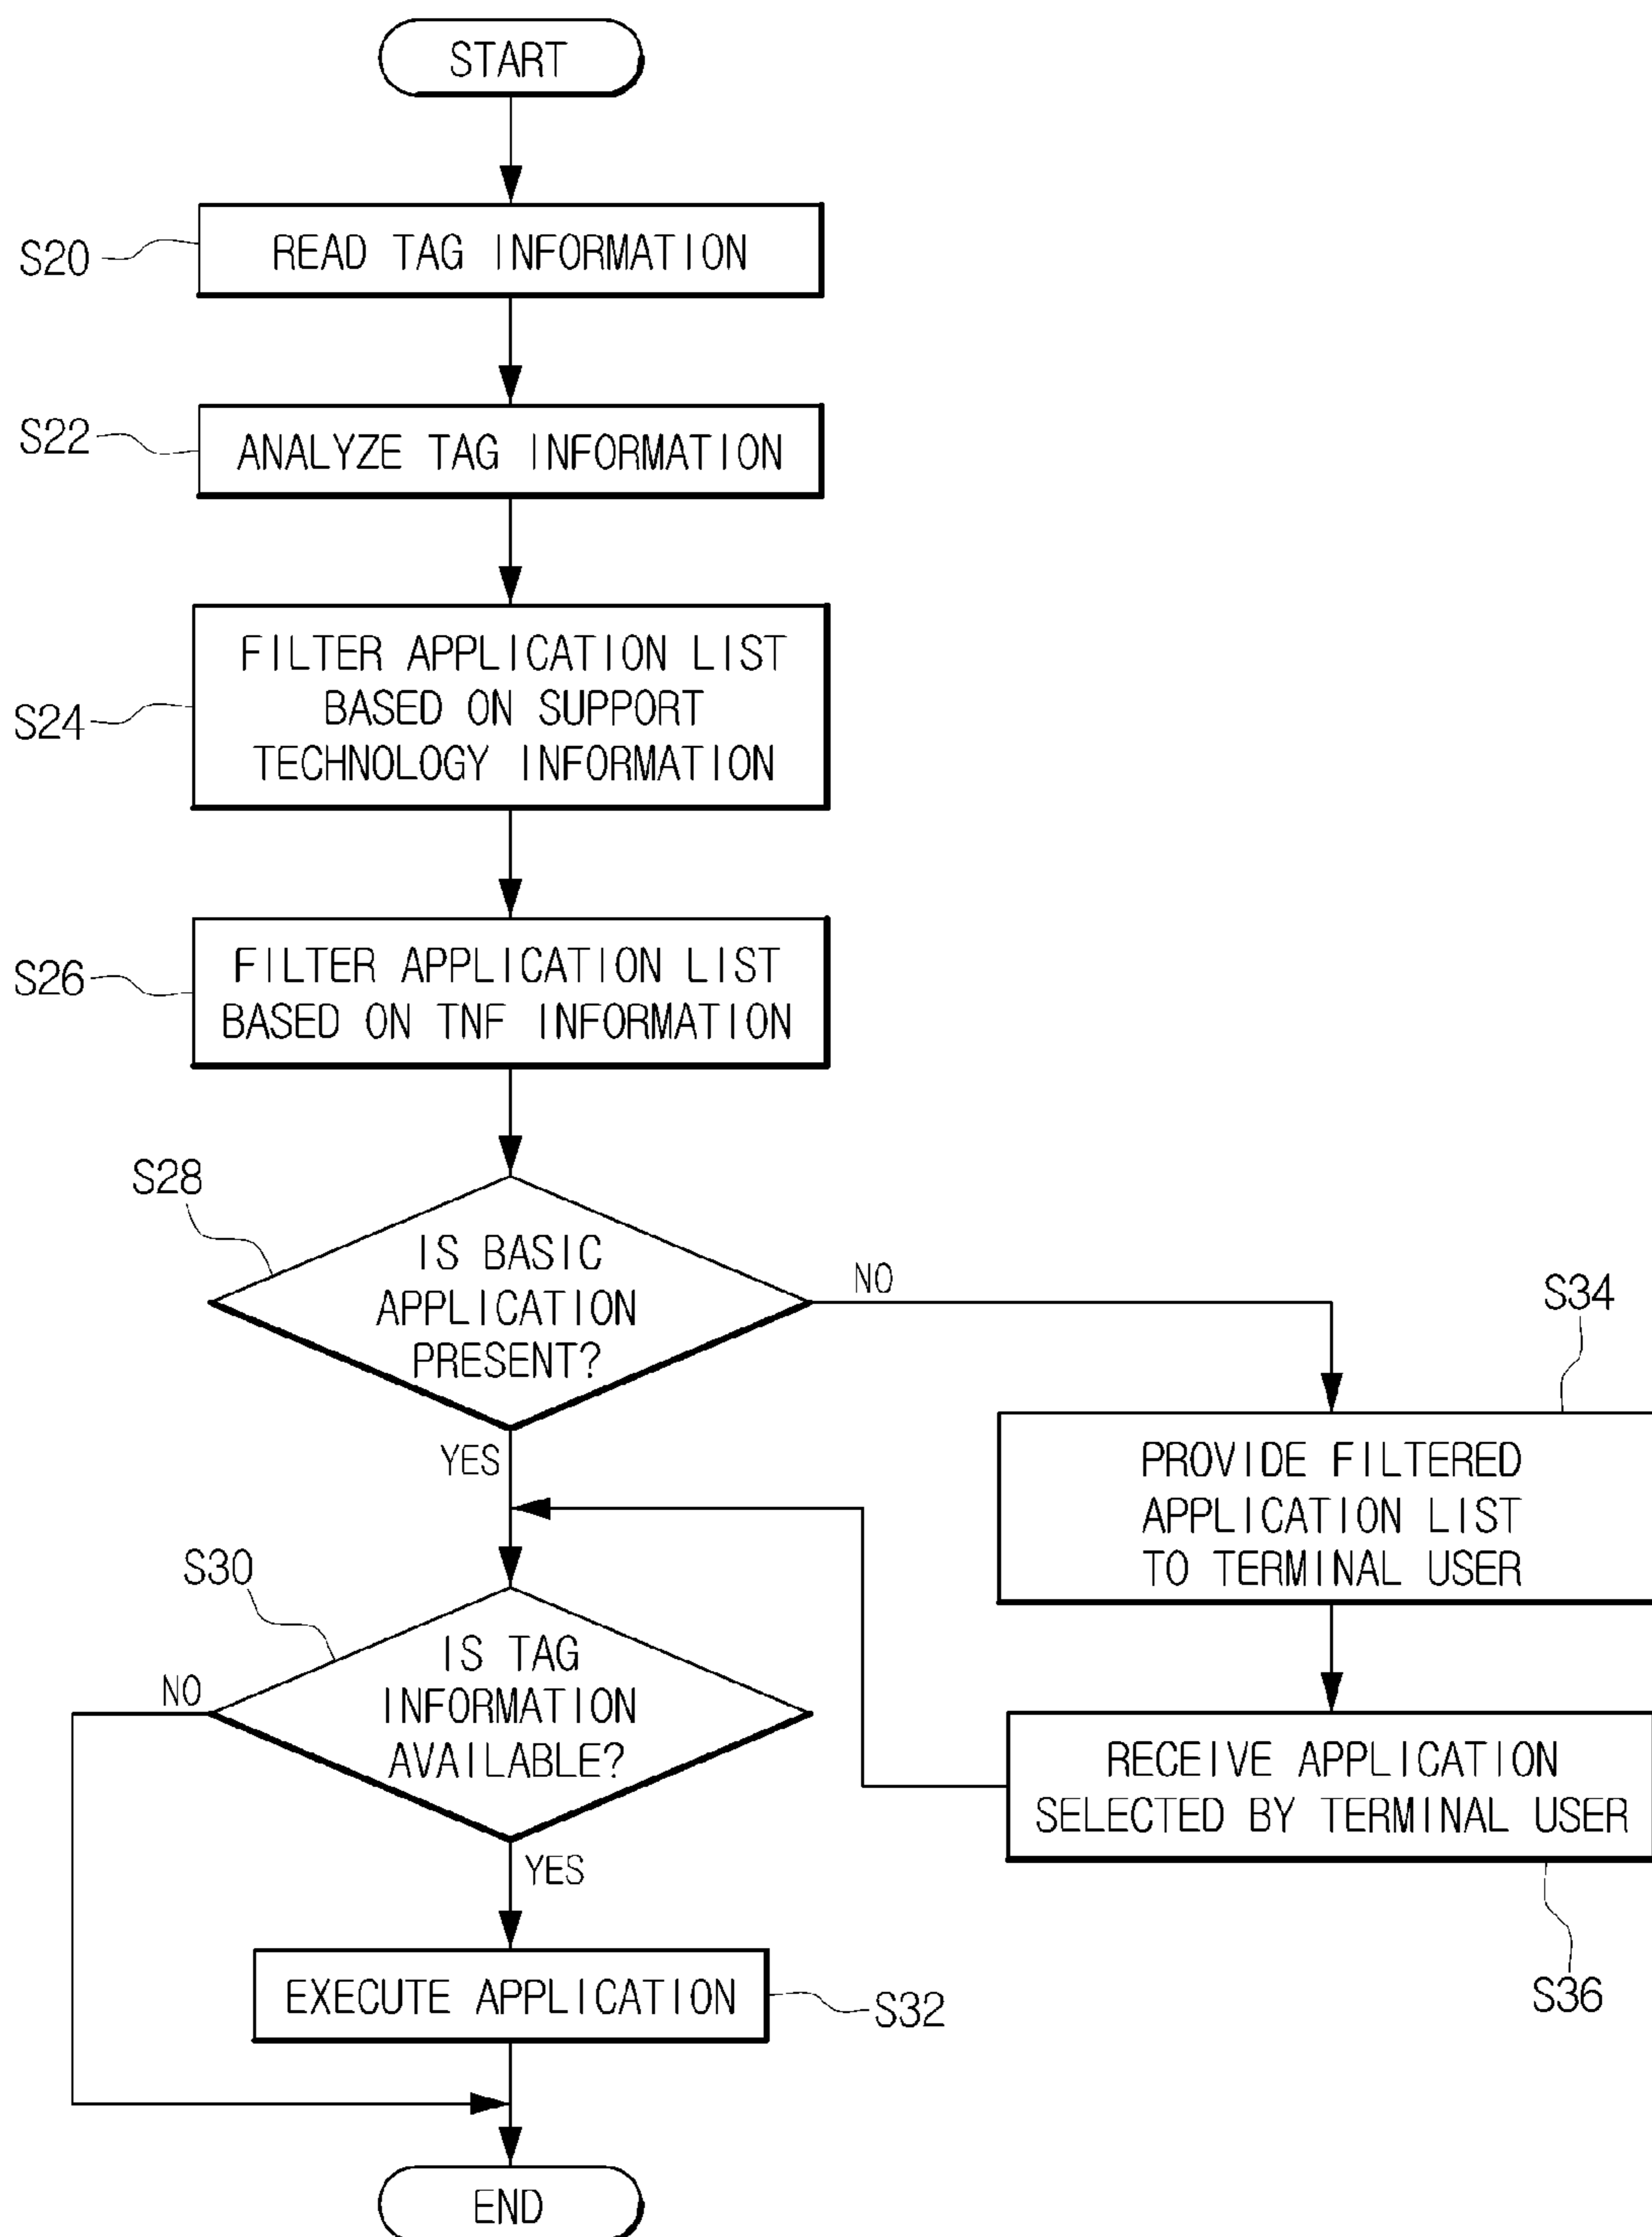 START
S20
READ TAG INFORMATION
S22
ANALYZE TAG INFORMATION
S24
FILTER APPLICATION LIST
BASED ON SUPPORT
TECHNOLOGY INFORMATION
S26
FILTER APPLICATION LIST
BASED ON TNF INFORMATION
S28
IS BASIC
APPLICATION
PRESENT?
NO
YES
S34
PROVIDE FILTERED
APPLICATION LIST
TO TERMINAL USER
S30
IS TAG
INFORMATION
AVAILABLE?
NO
YES
RECEIVE APPLICATION
SELECTED BY TERMINAL USER
S36
EXECUTE APPLICATION
S32
END